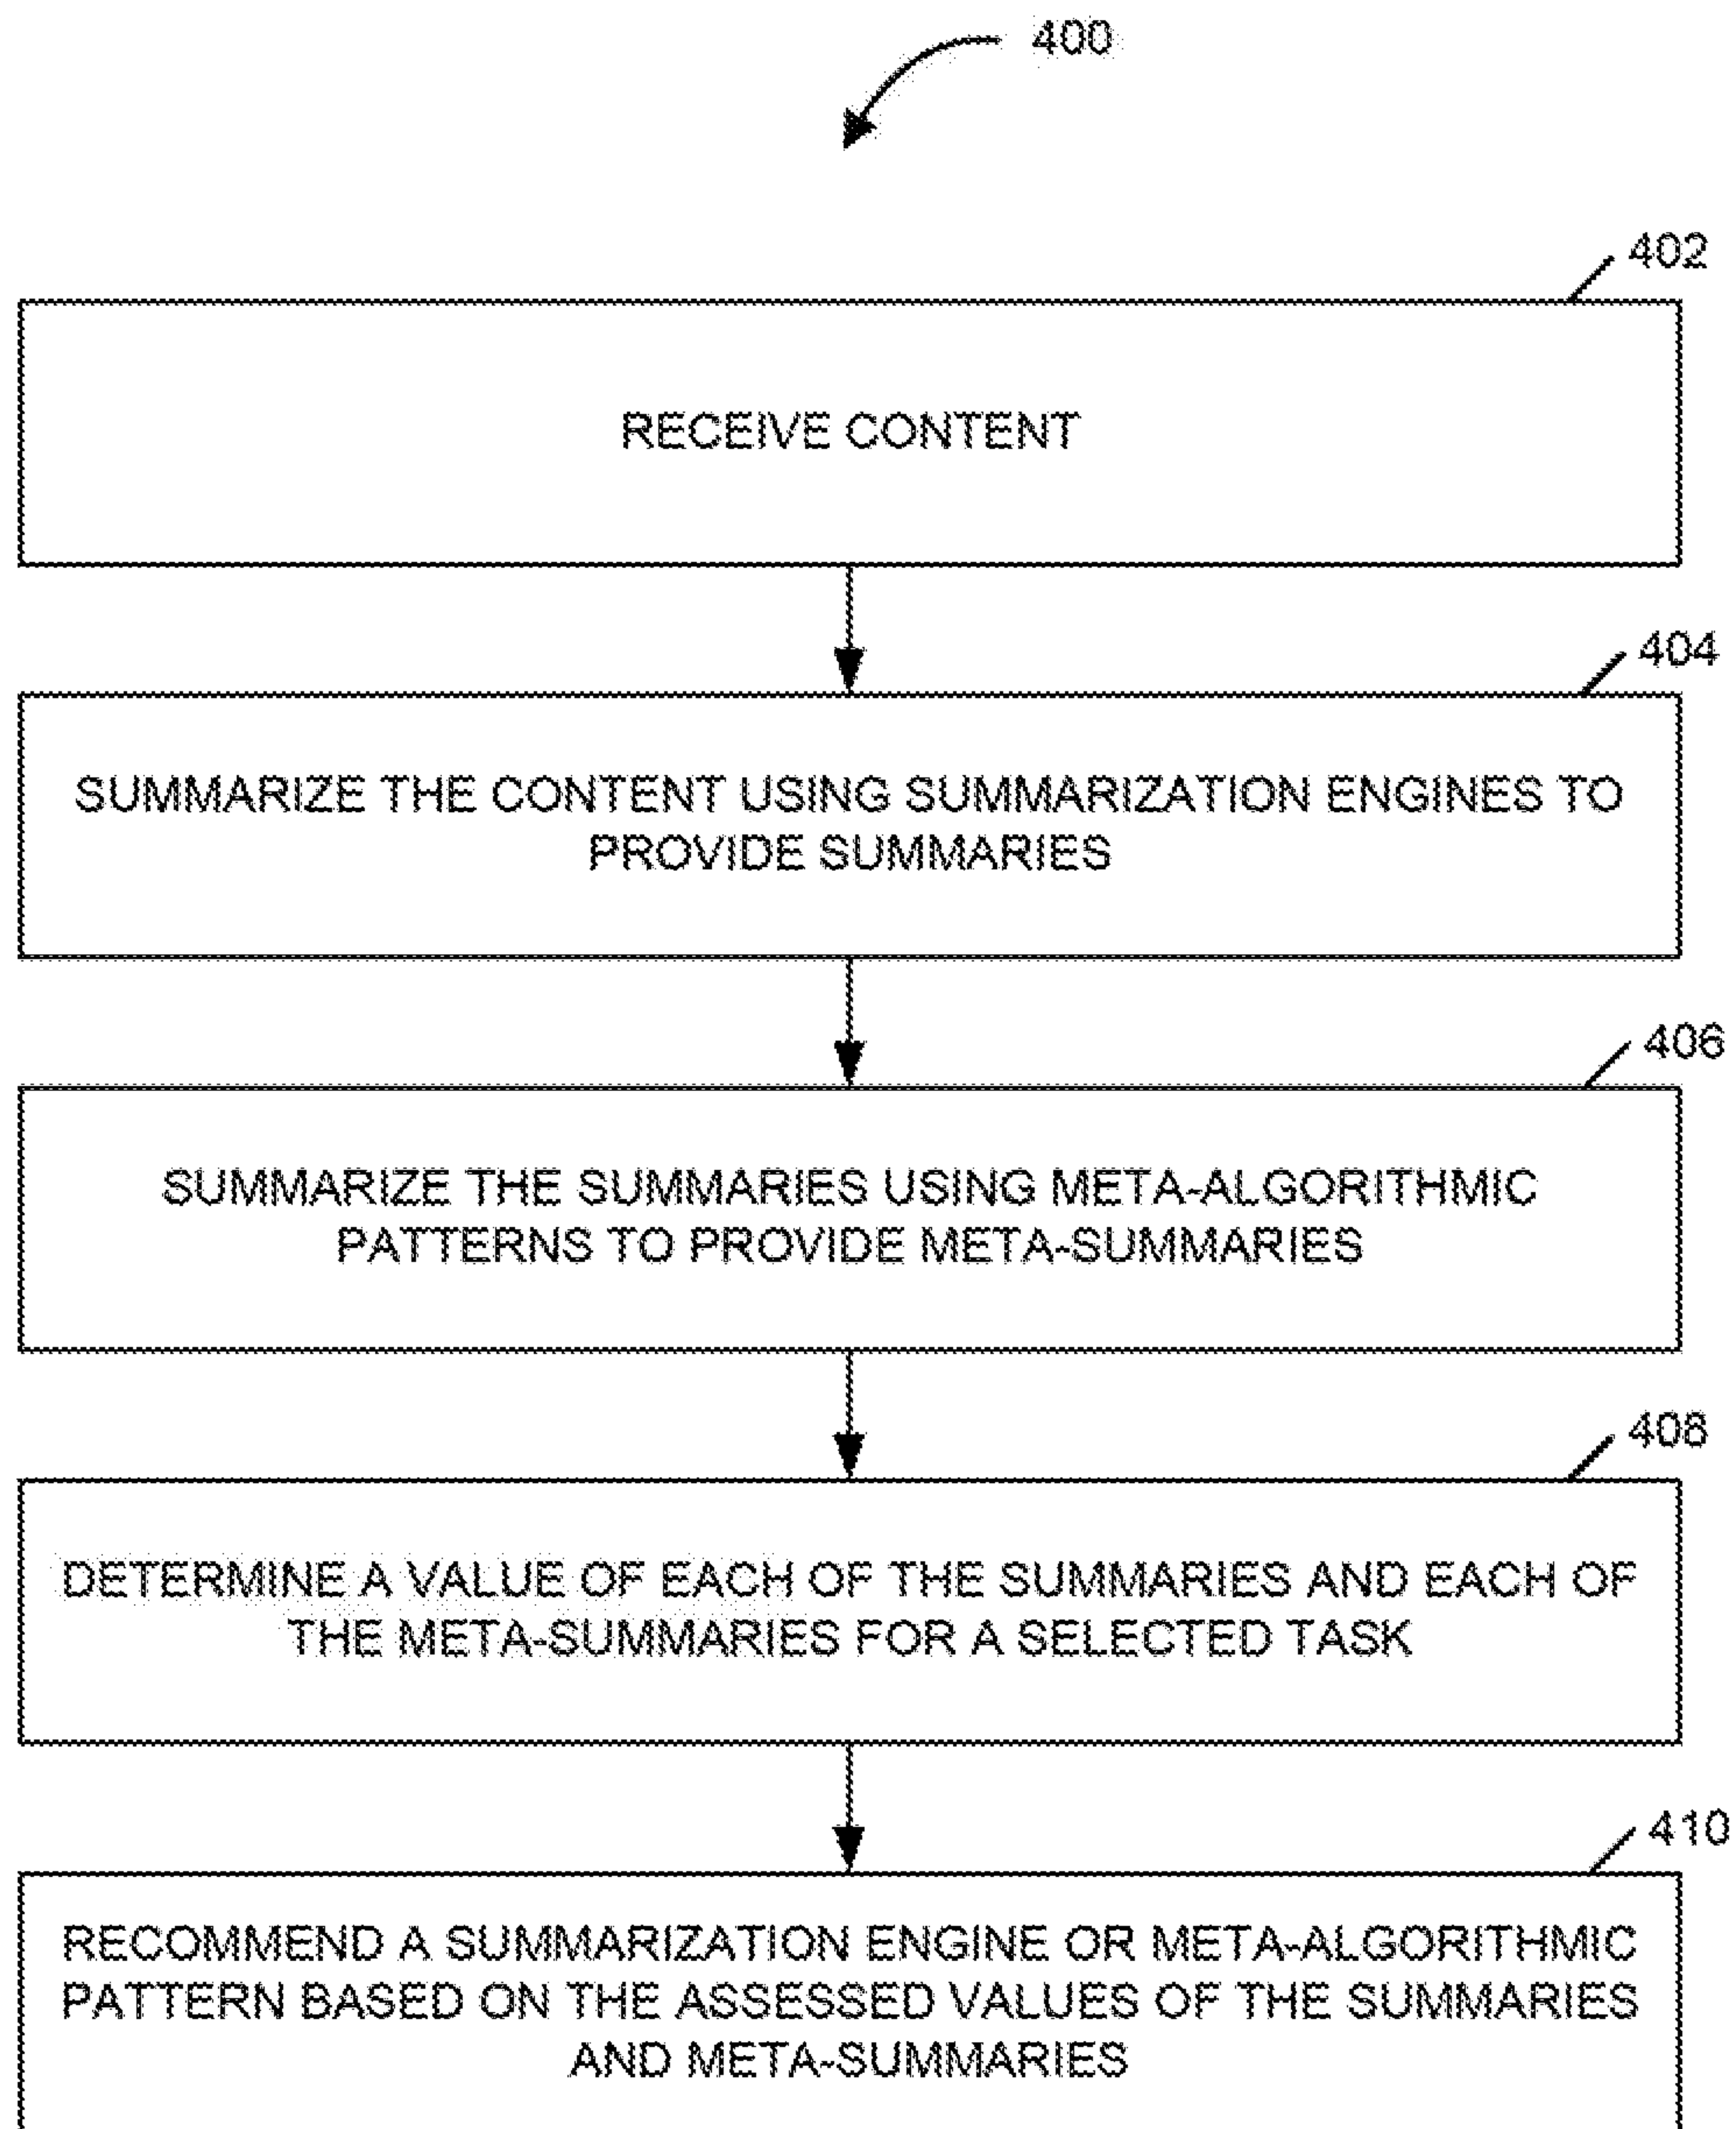 400
402
RECEIVE CONTENT
404
SUMMARIZE THE CONTENT USING SUMMARIZATION ENGINES TO
PROVIDE SUMMARIES
406
SUMMARIZE THE SUMMARIES USING META-ALGORITHMIC
PATTERNS TO PROVIDE META-SUMMARIES
408
DETERMINE A VALUE OF EACH OF THE SUMMARIES AND EACH OF
THE META-SUMMARIES FOR A SELECTED TASK
410
RECOMMEND A SUMMARIZATION ENGINE OR META-ALGORITHMIC
PATTERN BASED ON THE ASSESSED VALUES OF THE SUMMARIES
AND META-SUMMARIES